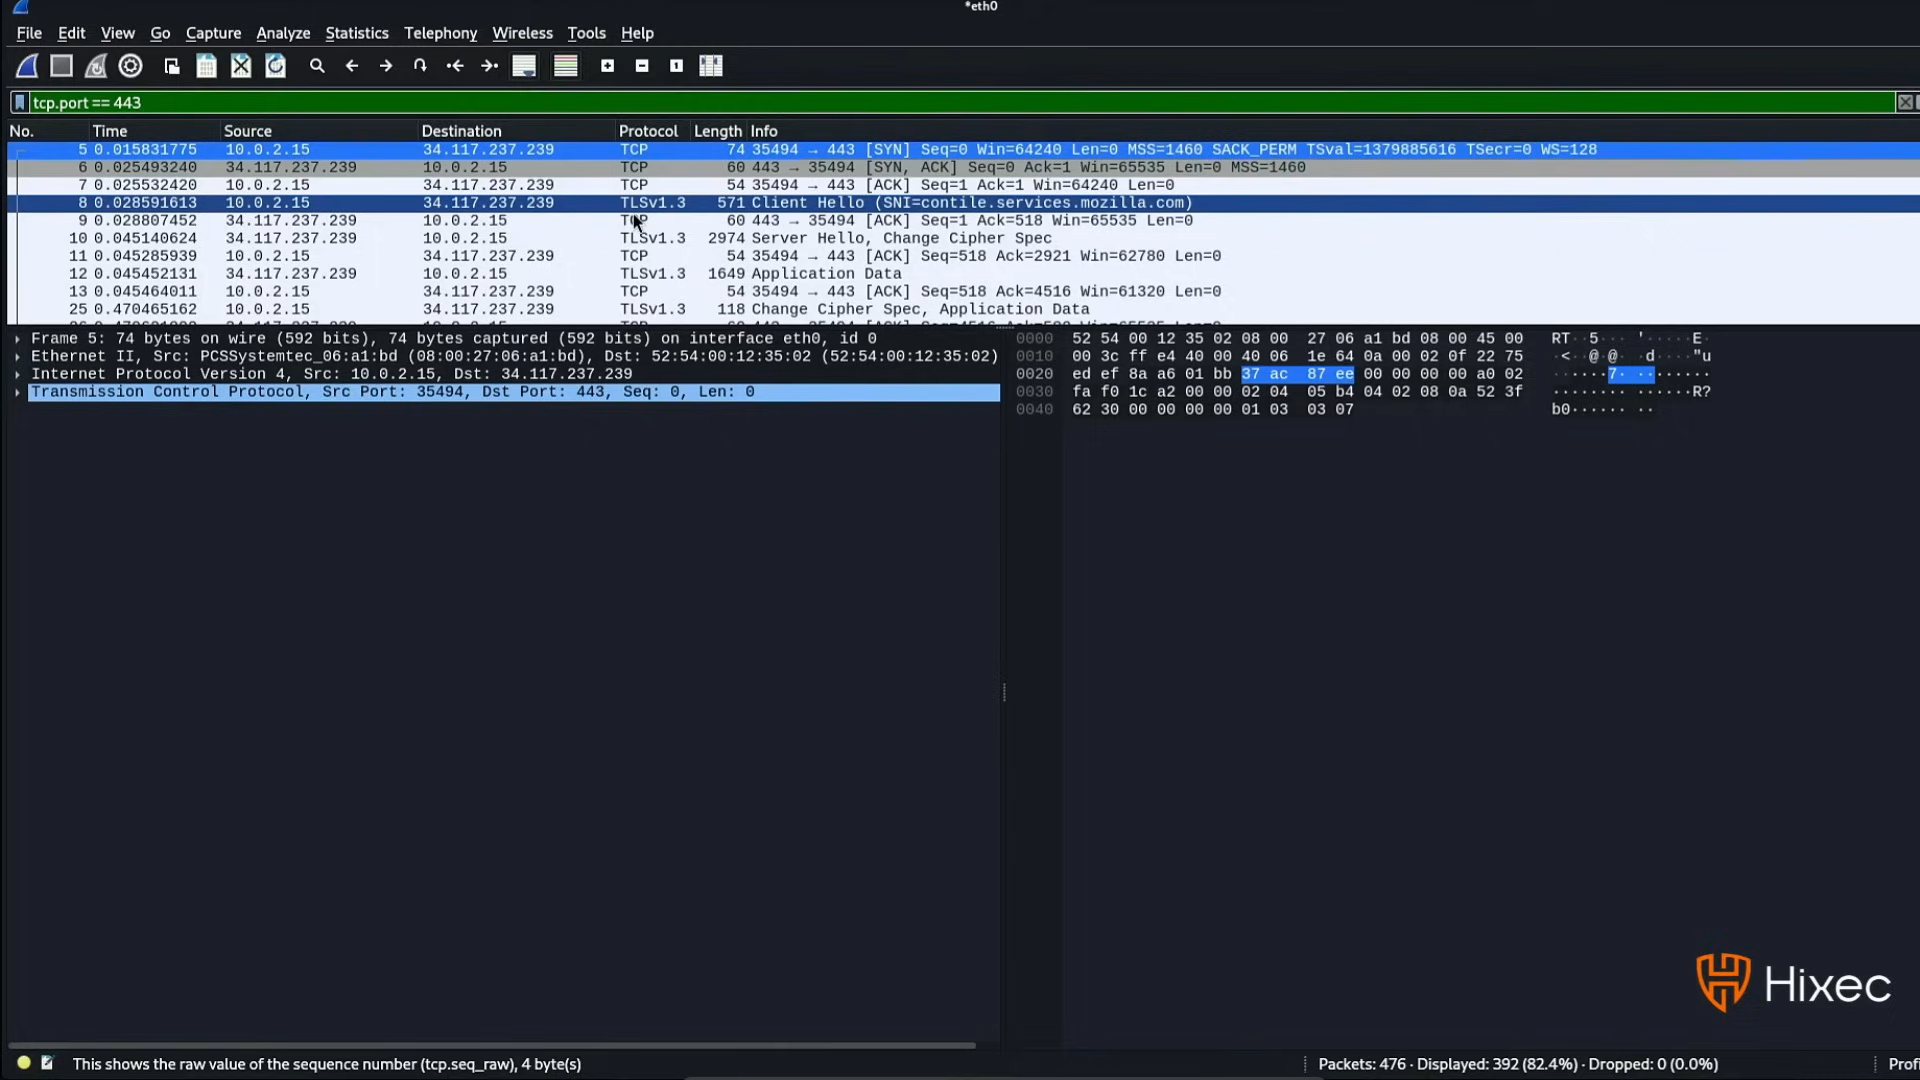 *eth0
File Edit View Go Capture Analyze Statistics Telephony Wireless Tools Help
tcp.port == 443
No. Time Source Destination Protocol Length Info
5 0.015831775 10.0.2.15 34.117.237.239 TCP 74 35494 → 443 [SYN] Seq=0 Win=64240 Len=0 MSS=1460 SACK_PERM TSval=1379885616 TSecr=0 WS=128
6 0.025493240 34.117.237.239 10.0.2.15 TCP 60 443 → 35494 [SYN, ACK] Seq=0 Ack=1 Win=65535 Len=0 MSS=1460
7 0.025532420 10.0.2.15 34.117.237.239 TCP 54 35494 → 443 [ACK] Seq=1 Ack=1 Win=64240 Len=0
8 0.028591613 10.0.2.15 34.117.237.239 TLSv1.3 571 Client Hello (SNI=contile.services.mozilla.com)
9 0.028807452 34.117.237.239 10.0.2.15 TCP 60 443 → 35494 [ACK] Seq=1 Ack=518 Win=65535 Len=0
10 0.045140624 34.117.237.239 10.0.2.15 TLSv1.3 2974 Server Hello, Change Cipher Spec
11 0.045285939 10.0.2.15 34.117.237.239 TCP 54 35494 → 443 [ACK] Seq=518 Ack=2921 Win=62780 Len=0
12 0.045452131 34.117.237.239 10.0.2.15 TLSv1.3 1649 Application Data
13 0.045464011 10.0.2.15 34.117.237.239 TCP 54 35494 → 443 [ACK] Seq=518 Ack=4516 Win=61320 Len=0
25 0.470465162 10.0.2.15 34.117.237.239 TLSv1.3 118 Change Cipher Spec, Application Data
Frame 5: 74 bytes on wire (592 bits), 74 bytes captured (592 bits) on interface eth0, id 0
Ethernet II, Src: PCSSystemtec_06:a1:bd (08:00:27:06:a1:bd), Dst: 52:54:00:12:35:02 (52:54:00:12:35:02)
Internet Protocol Version 4, Src: 10.0.2.15, Dst: 34.117.237.239
Transmission Control Protocol, Src Port: 35494, Dst Port: 443, Seq: 0, Len: 0
0000 52 54 00 12 35 02 08 00 27 06 a1 bd 08 00 45 00 RT··5···'·····E·
0010 00 3c ff e4 40 00 40 06 1e 64 0a 00 02 0f 22 75 ·<··@·@··d····"u
0020 ed ef 8a a6 01 bb 37 ac 87 ee 00 00 00 00 a0 02 ······7·········
0030 fa f0 1c a2 00 00 02 04 05 b4 04 02 08 0a 52 3f ··············R?
0040 62 30 00 00 00 00 01 03 03 07 b0········
Hixec
This shows the raw value of the sequence number (tcp.seq_raw), 4 byte(s)
Packets: 476 · Displayed: 392 (82.4%) · Dropped: 0 (0.0%)
Profi